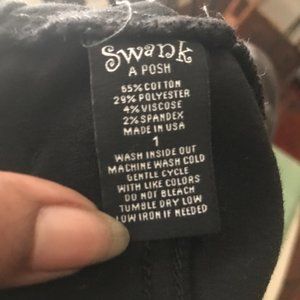 Swank
A POSH
65% COTTON
29% POLYESTER
4% VISCOSE
2% SPANDEX
MADE IN USA
1
WASH INSIDE OUT
MACHINE WASH COLD
GENTLE CYCLE
WITH LIKE COLORS
DO NOT BLEACH
TUMBLE DRY LOW
LOW IRON IF NEEDED